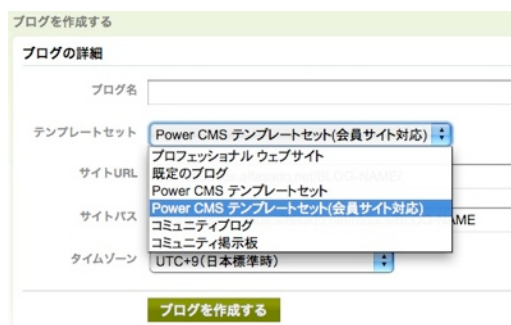 ブログを作成する
ブログの詳細
ブログ名
テンプレートセット Power CMS テンプレートセット(会員サイト対応)
プロフェッショナル ウェブサイト
サイトURL 既定のブログ
Power CMS テンプレートセット
Power CMS テンプレートセット(会員サイト対応)
サイトパス コミュニティブログ
コミュニティ掲示板
タイムゾーン UTC+9(日本標準時)
ブログを作成する